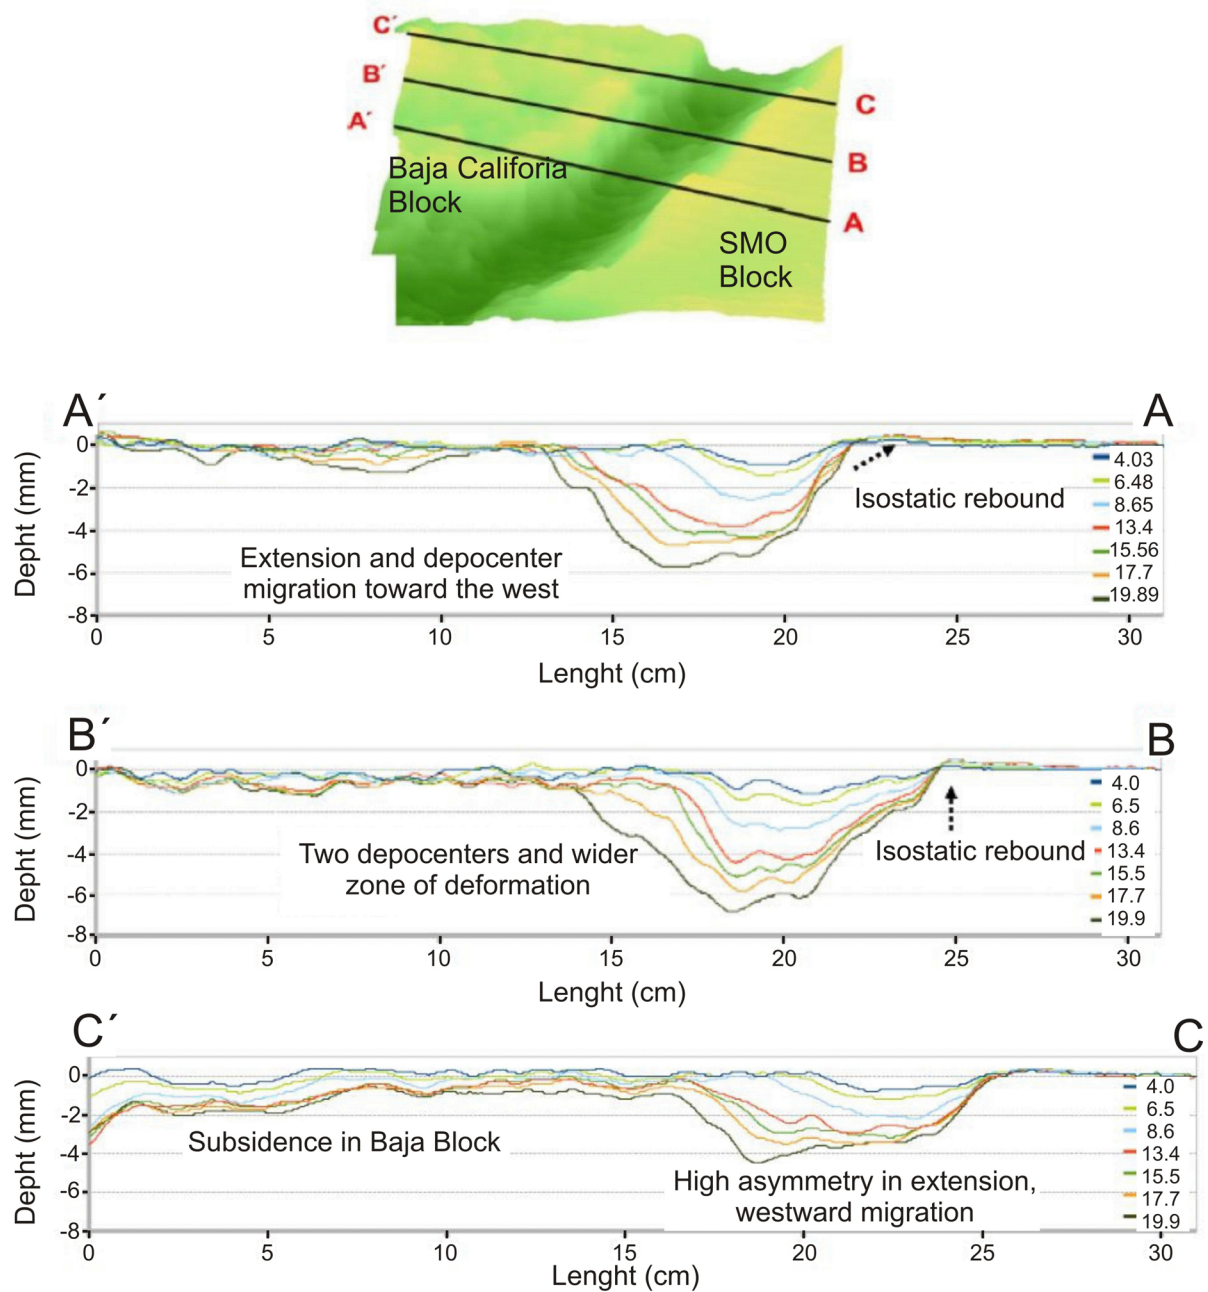 C´
B´
A´
C
B
A
Baja Califoria
Block
SMO
Block
A´
A
0
-2
-4
-6
-8
Depht (mm)
4.03
6.48
8.65
13.4
15.56
17.7
19.89
Isostatic rebound
Extension and depocenter
migration toward the west
0
5
10
15
20
25
30
Lenght (cm)
B´
B
0
-2
-4
-6
-8
Depht (mm)
4.0
6.5
8.6
13.4
15.5
17.7
19.9
Isostatic rebound
Two depocenters and wider
zone of deformation
0
5
10
15
20
25
30
Lenght (cm)
C´
C
0
-2
-4
-6
-8
Depht (mm)
4.0
6.5
8.6
13.4
15.5
17.7
19.9
Subsidence in Baja Block
High asymmetry in extension,
westward migration
0
5
10
15
20
25
30
Lenght (cm)